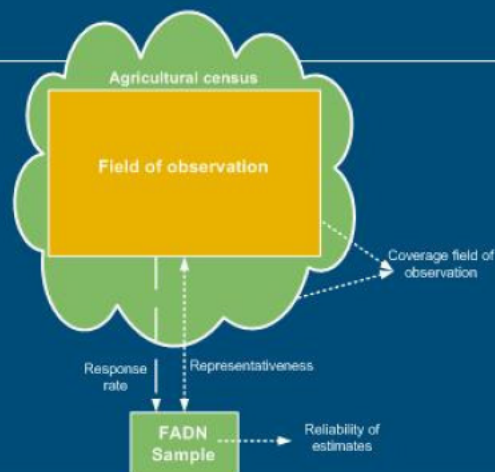 Agricultural census
Field of observation
Coverage field of
observation
Response
rate
Representativeness
FADN
Sample
Reliability of
estimates